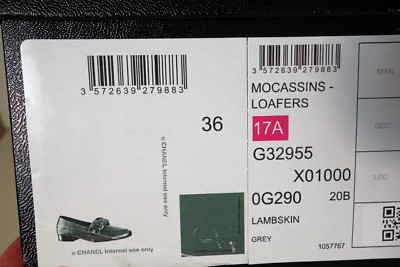 3 572639 279883
36
© CHANEL Internal use only
© CHANEL Internal use only
3 572639 279883
MOCASSINS -
LOAFERS
17A
G32955
X01000
0G290 20B
LAMBSKIN
GREY
1057767
MAN
GDC
LDC